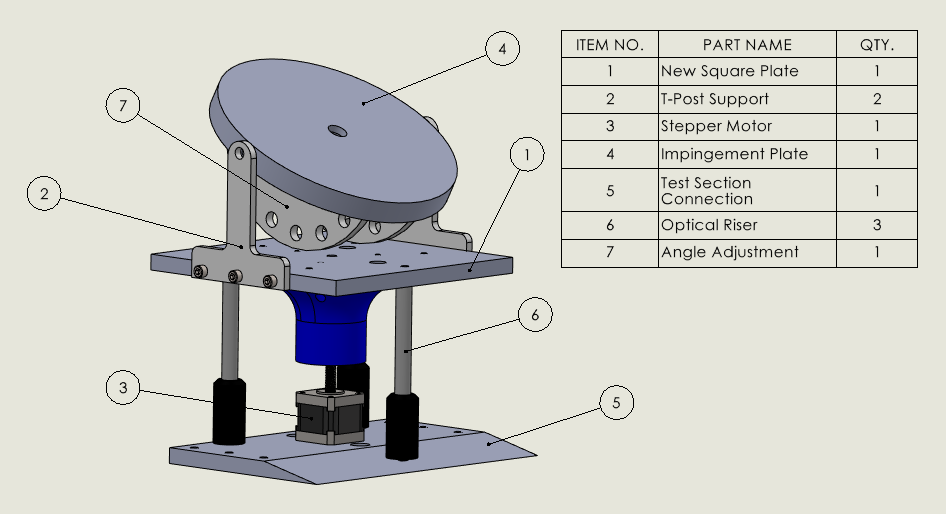 4
7
1
2
6
3
5
ITEM NO. PART NAME QTY.
1 New Square Plate 1
2 T-Post Support 2
3 Stepper Motor 1
4 Impingement Plate 1
5 Test Section
Connection 1
6 Optical Riser 3
7 Angle Adjustment 1